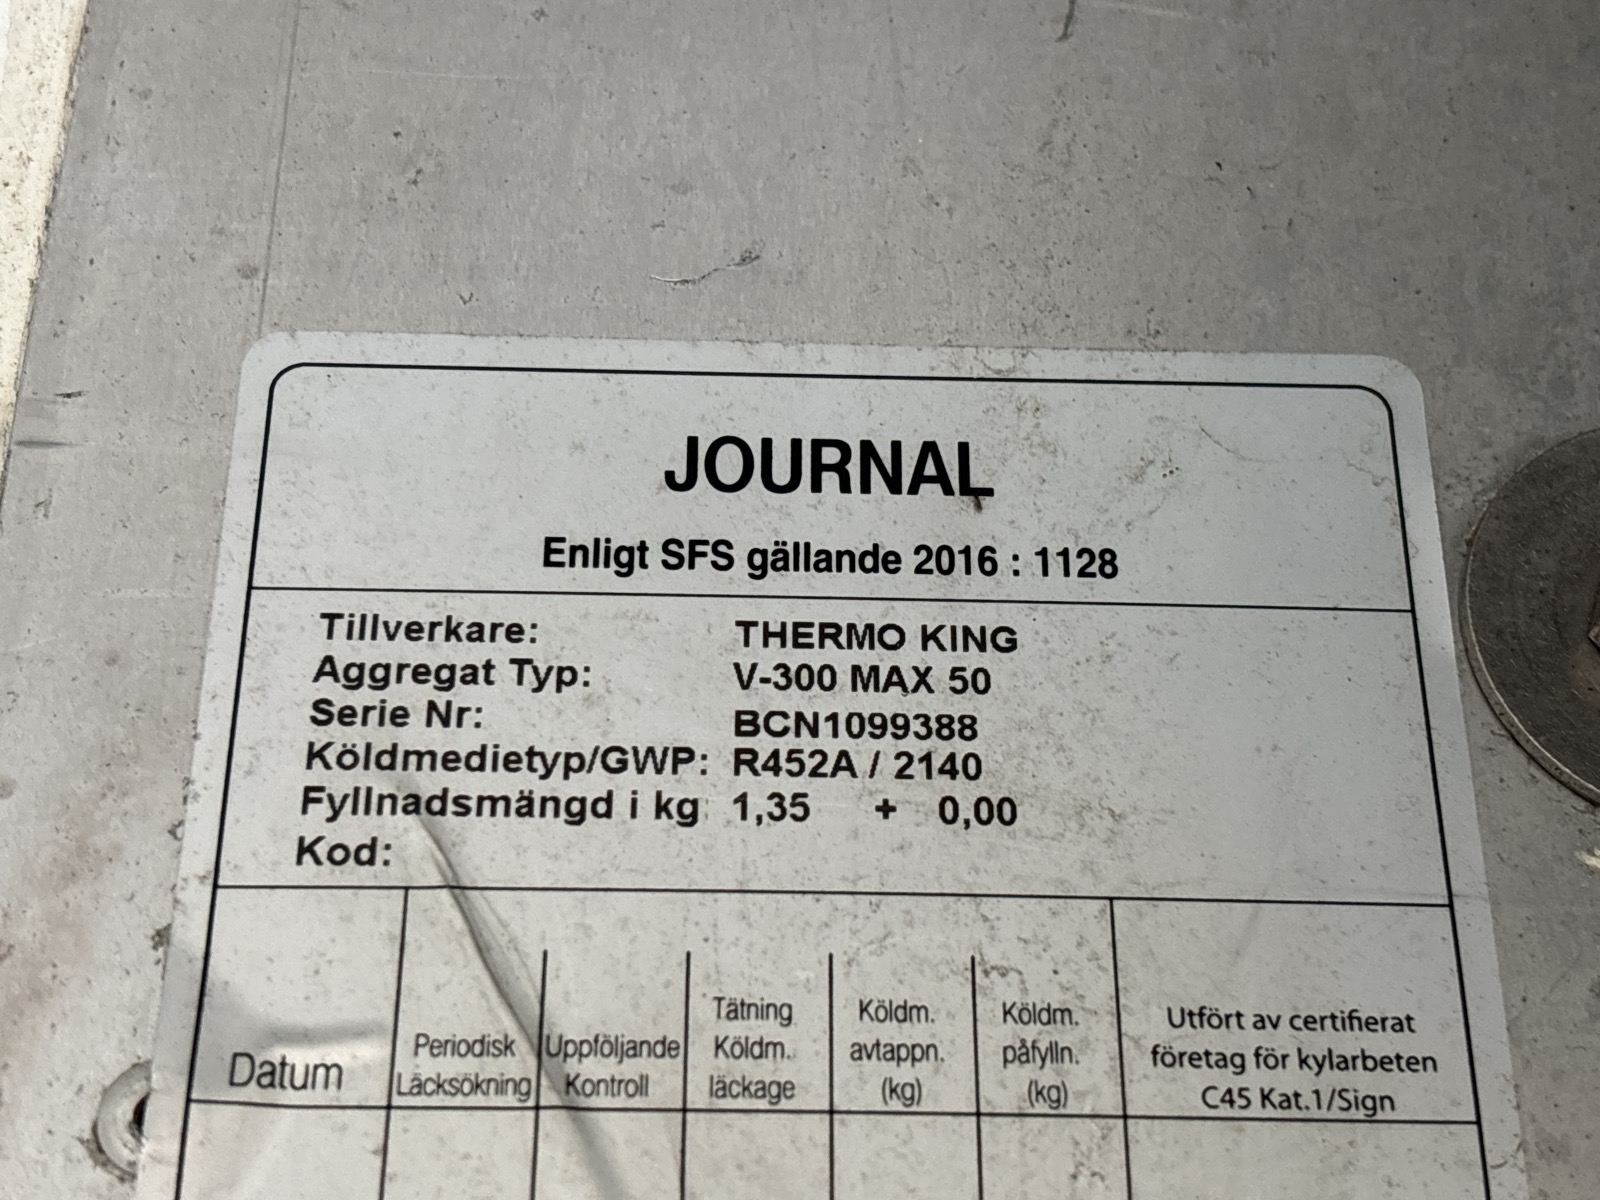 JOURNAL
Enligt SFS gällande 2016 : 1128
Tillverkare: THERMO KING
Aggregat Typ: V-300 MAX 50
Serie Nr: BCN1099388
Köldmedietyp/GWP: R452A / 2140
Fyllnadsmängd i kg: 1,35 + 0,00
Kod:
Datum
Periodisk
Läcksökning
Uppföljande
Kontroll
Tätning
Köldm.
läckage
Köldm.
avtappn.
(kg)
Köldm.
påfylln.
(kg)
Utfört av certifierat
företag för kylarbeten
C45 Kat.1/Sign